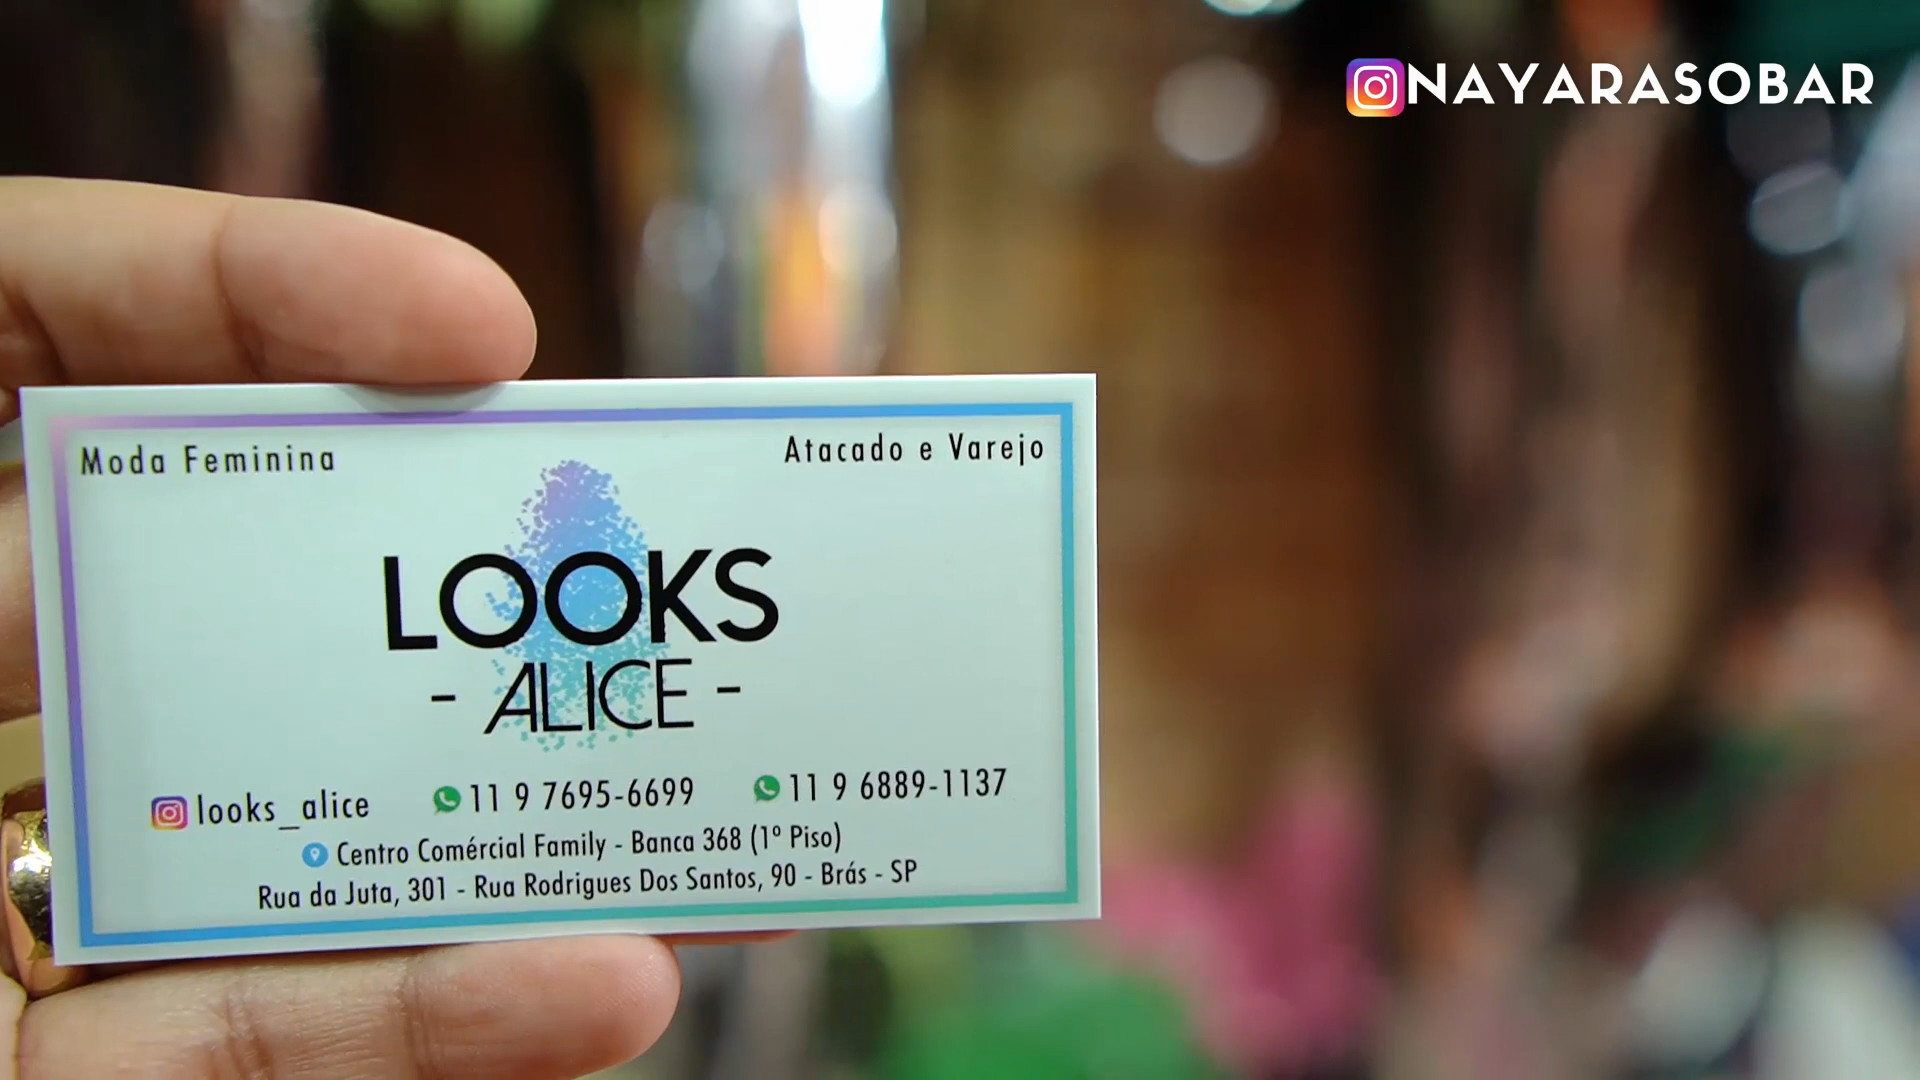 NAYARASOBAR
Moda Feminina
Atacado e Varejo
LOOKS
- ALICE -
looks_alice
11 9 7695-6699
11 9 6889-1137
Centro Comércial Family - Banca 368 (1º Piso)
Rua da Juta, 301 - Rua Rodrigues Dos Santos, 90 - Brás - SP